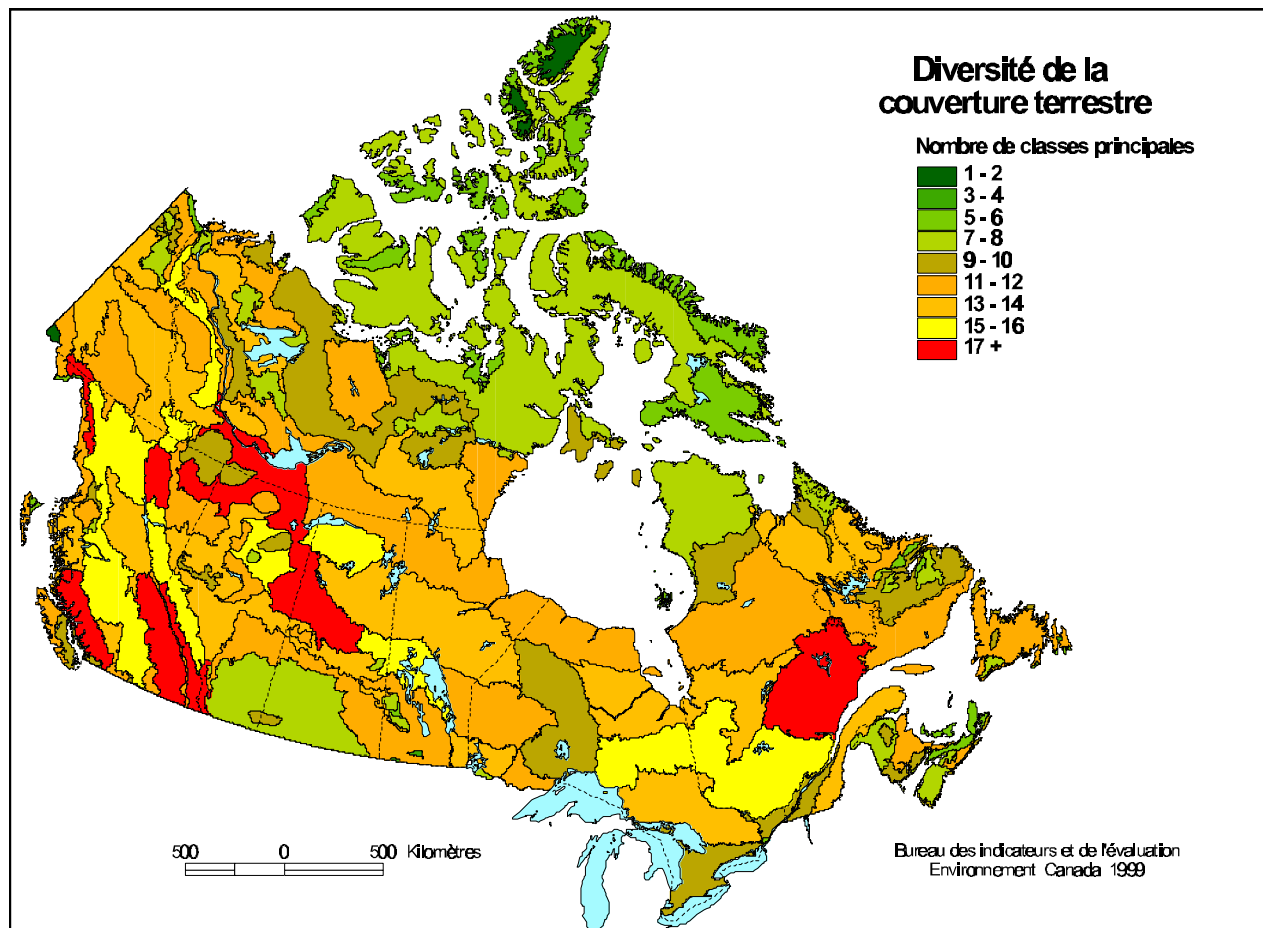 Diversité de la
couverture terrestre
Nombre de classes principales
1 - 2
3 - 4
5 - 6
7 - 8
9 - 10
11 - 12
13 - 14
15 - 16
17 +
500 0 500 Kilomètres
Bureau des indicateurs et de l'évaluation
Environnement Canada 1999